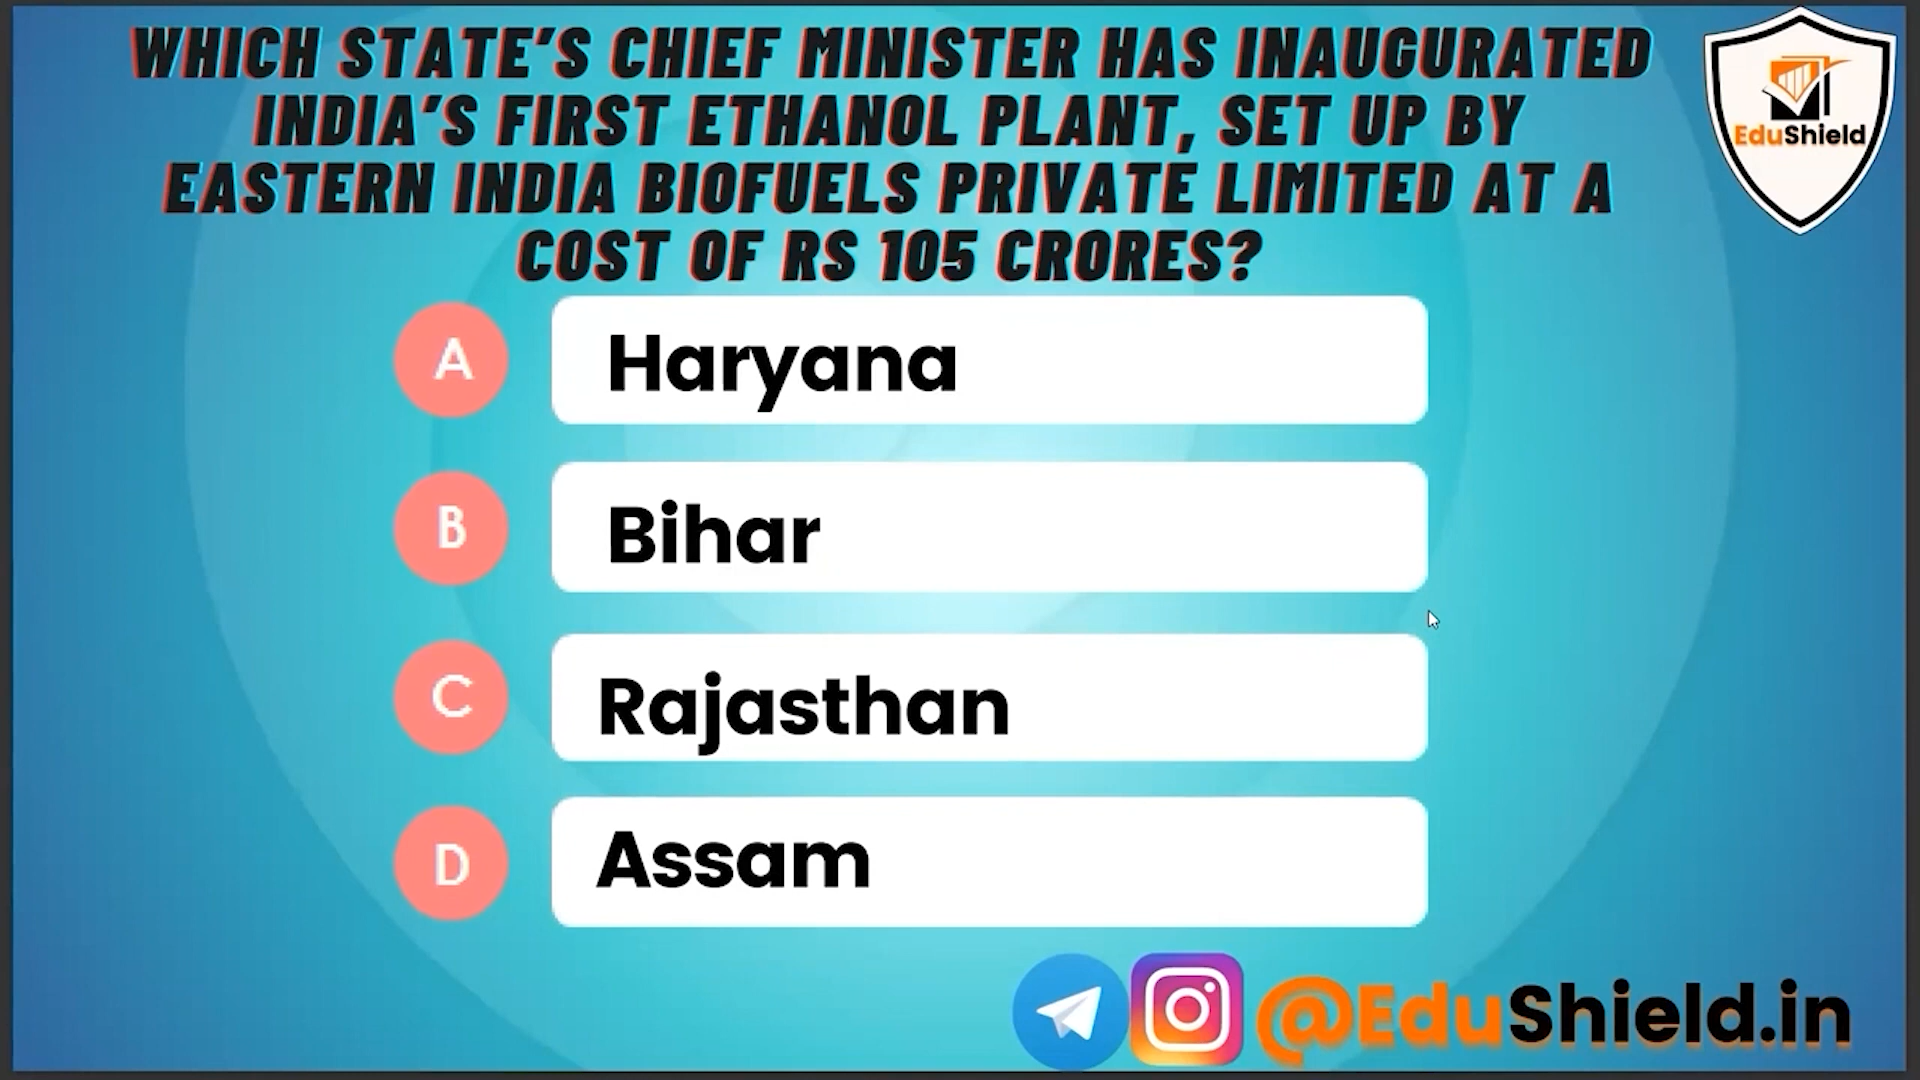 WHICH STATE'S CHIEF MINISTER HAS INAUGURATED
INDIA'S FIRST ETHANOL PLANT, SET UP BY
EASTERN INDIA BIOFUELS PRIVATE LIMITED AT A
COST OF RS 105 CRORES?
EduShield
A Haryana
B Bihar
C Rajasthan
D Assam
@EduShield.in